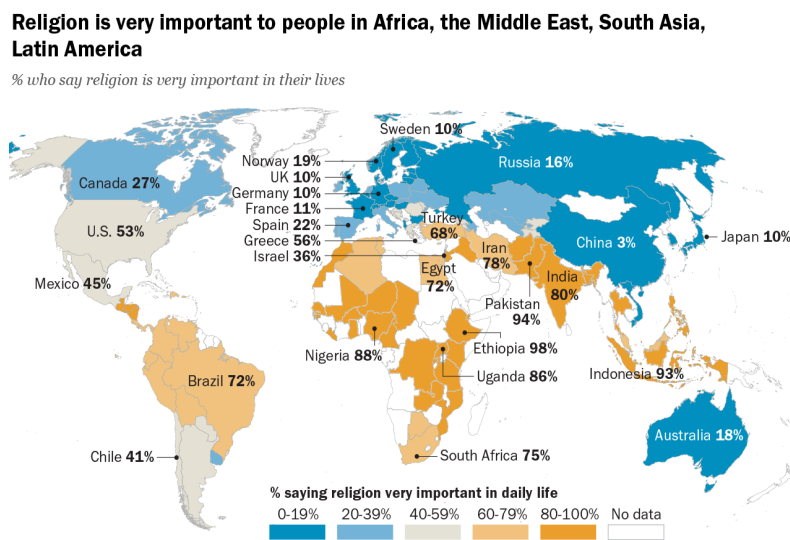 Religion is very important to people in Africa, the Middle East, South Asia,
Latin America
% who say religion is very important in their lives
Sweden 10%
Norway 19%
Russia 16%
UK 10%
Canada 27%
Germany 10%
France 11%
Turkey
68%
Spain 22%
U.S. 53%
Greece 56%
China 3%
Japan 10%
Iran
78%
Israel 36%
Egypt
72%
India
80%
Mexico 45%
Pakistan
94%
Ethiopia 98%
Nigeria 88%
Uganda 86%
Indonesia 93%
Brazil 72%
Australia 18%
Chile 41%
South Africa 75%
% saying religion very important in daily life
0-19% 20-39% 40-59% 60-79% 80-100% No data